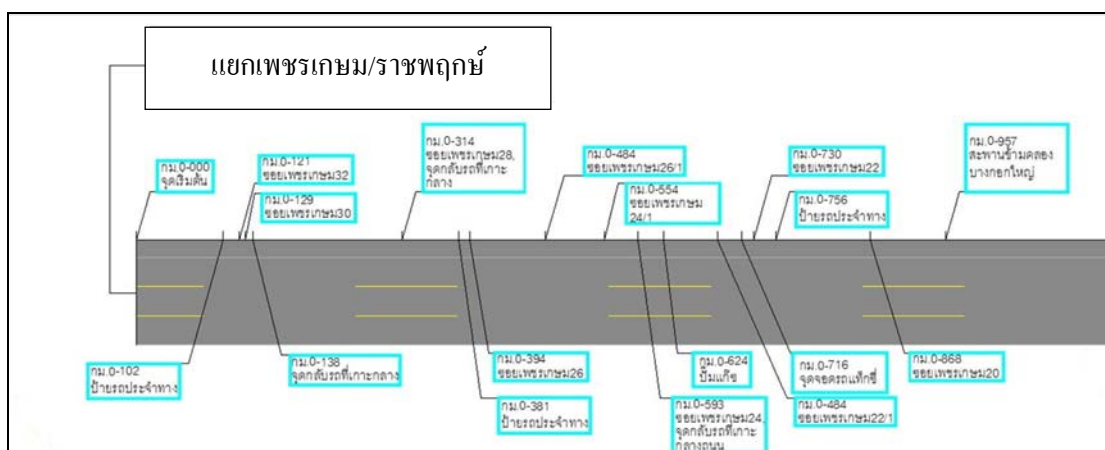 แยกเพชรเกษม/ราชพฤกษ์
กม.0-000
จุดเริ่มต้น
กม.0-121
ซอยเพชรเกษม32
กม.0-129
ซอยเพชรเกษม30
กม.0-314
ซอยเพชรเกษม28,
จุดกลับรถที่เกาะ
กลาง
กม.0-484
ซอยเพชรเกษม26/1
กม.0-554
ซอยเพชรเกษม
24/1
กม.0-730
ซอยเพชรเกษม22
กม.0-756
ป้ายรถประจำทาง
กม.0-957
สะพานข้ามคลอง
บางกอกใหญ่
กม.0-102
ป้ายรถประจำทาง
กม.0-138
จุดกลับรถที่เกาะกลาง
กม.0-394
ซอยเพชรเกษม26
กม.0-381
ป้ายรถประจำทาง
กม.0-624
ปั๊มแก๊ซ
กม.0-593
ซอยเพชรเกษม24,
จุดกลับรถที่เกาะ
กลางถนน
กม.0-716
จุดจอดรถแท็กซี่
กม.0-484
ซอยเพชรเกษม22/1
กม.0-868
ซอยเพชรเกษม20